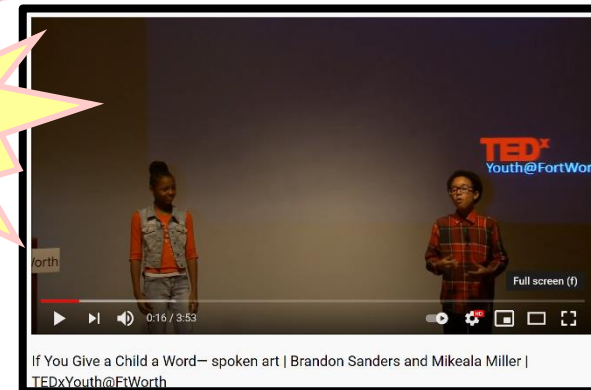 TEDx
Youth@FortWor
orth
Full screen (f)
0:16 / 3:53
HD
If You Give a Child a Word— spoken art | Brandon Sanders and Mikeala Miller |
TEDxYouth@FtWorth